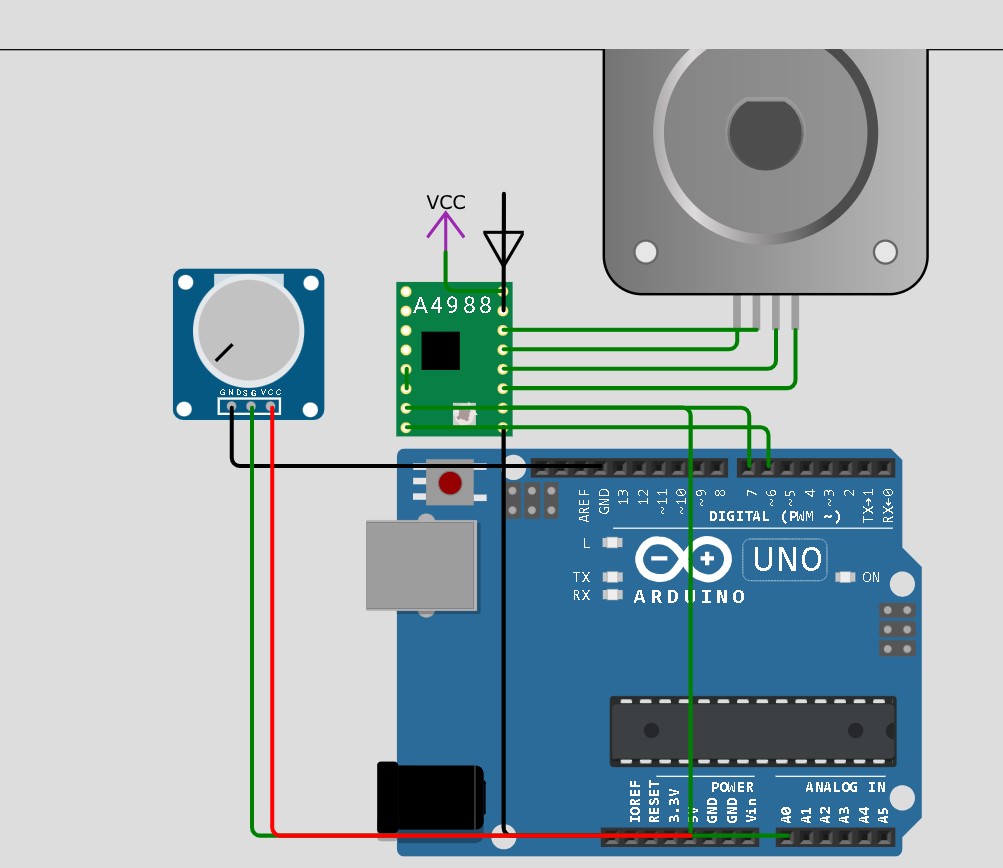 VCC
A4988
GND SG VCC
AREF
GND
13
12
~11
~10
~9
8
7
~6
~5
4
~3
2
TX→1
RX←0
DIGITAL (PWM ~)
L
TX
RX
UNO
ON
ARDUINO
POWER
ANALOG IN
IOREF
RESET
3.3V
5V
GND
GND
Vin
A0
A1
A2
A3
A4
A5